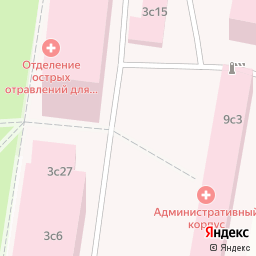 3с15
Отделение
острых
отравлений для...
9с3
3с27
Административный
корпус
3с6
Яндекс
© Яндекс